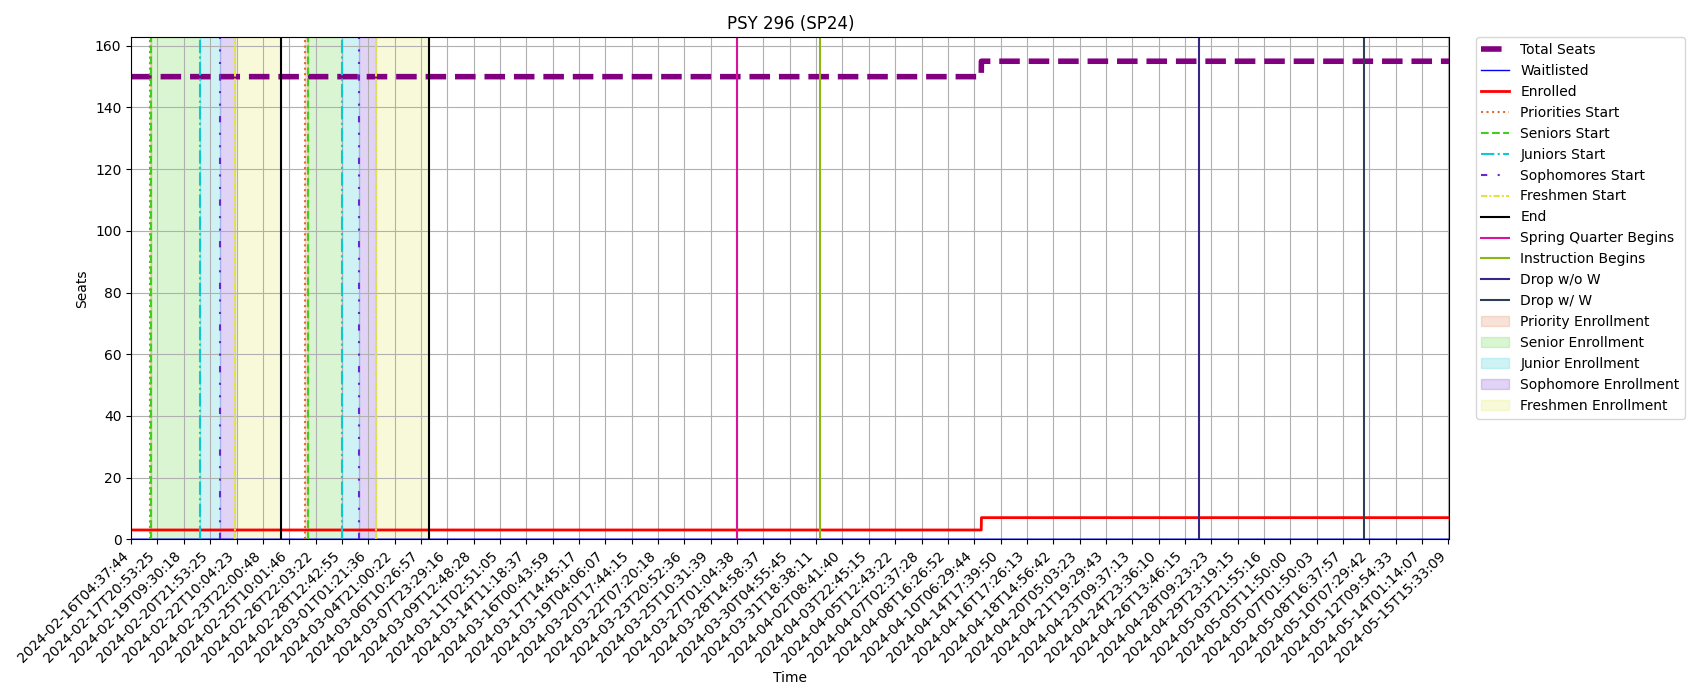 PSY 296 (SP24)
Seats
160
140
120
100
80
60
40
20
0
2024-02-16T04:37:44
2024-02-17T20:53:25
2024-02-19T09:30:18
2024-02-20T21:53:25
2024-02-22T10:04:23
2024-02-23T22:00:48
2024-02-25T10:01:46
2024-02-26T22:03:22
2024-02-28T12:42:55
2024-03-01T01:21:36
2024-03-04T21:00:22
2024-03-06T10:26:57
2024-03-07T23:29:16
2024-03-09T12:48:28
2024-03-11T02:51:05
2024-03-14T11:18:37
2024-03-16T00:43:59
2024-03-17T14:45:17
2024-03-19T04:06:07
2024-03-20T17:44:15
2024-03-22T07:20:18
2024-03-23T20:52:36
2024-03-25T10:31:39
2024-03-27T01:04:38
2024-03-28T14:58:37
2024-03-30T04:55:45
2024-03-31T18:38:11
2024-04-02T08:41:40
2024-04-03T22:45:15
2024-04-05T12:43:22
2024-04-07T02:37:28
2024-04-08T16:26:52
2024-04-10T06:29:44
2024-04-14T17:39:50
2024-04-16T17:26:13
2024-04-18T14:56:42
2024-04-20T05:03:23
2024-04-21T19:29:43
2024-04-23T09:37:13
2024-04-24T23:36:10
2024-04-26T13:46:15
2024-04-28T09:23:23
2024-04-29T23:19:15
2024-05-03T21:55:16
2024-05-05T11:50:00
2024-05-07T01:50:03
2024-05-08T16:37:57
2024-05-10T07:29:42
2024-05-12T09:54:33
2024-05-14T01:14:07
2024-05-15T15:33:09
Time
Total Seats
Waitlisted
Enrolled
Priorities Start
Seniors Start
Juniors Start
Sophomores Start
Freshmen Start
End
Spring Quarter Begins
Instruction Begins
Drop w/o W
Drop w/ W
Priority Enrollment
Senior Enrollment
Junior Enrollment
Sophomore Enrollment
Freshmen Enrollment